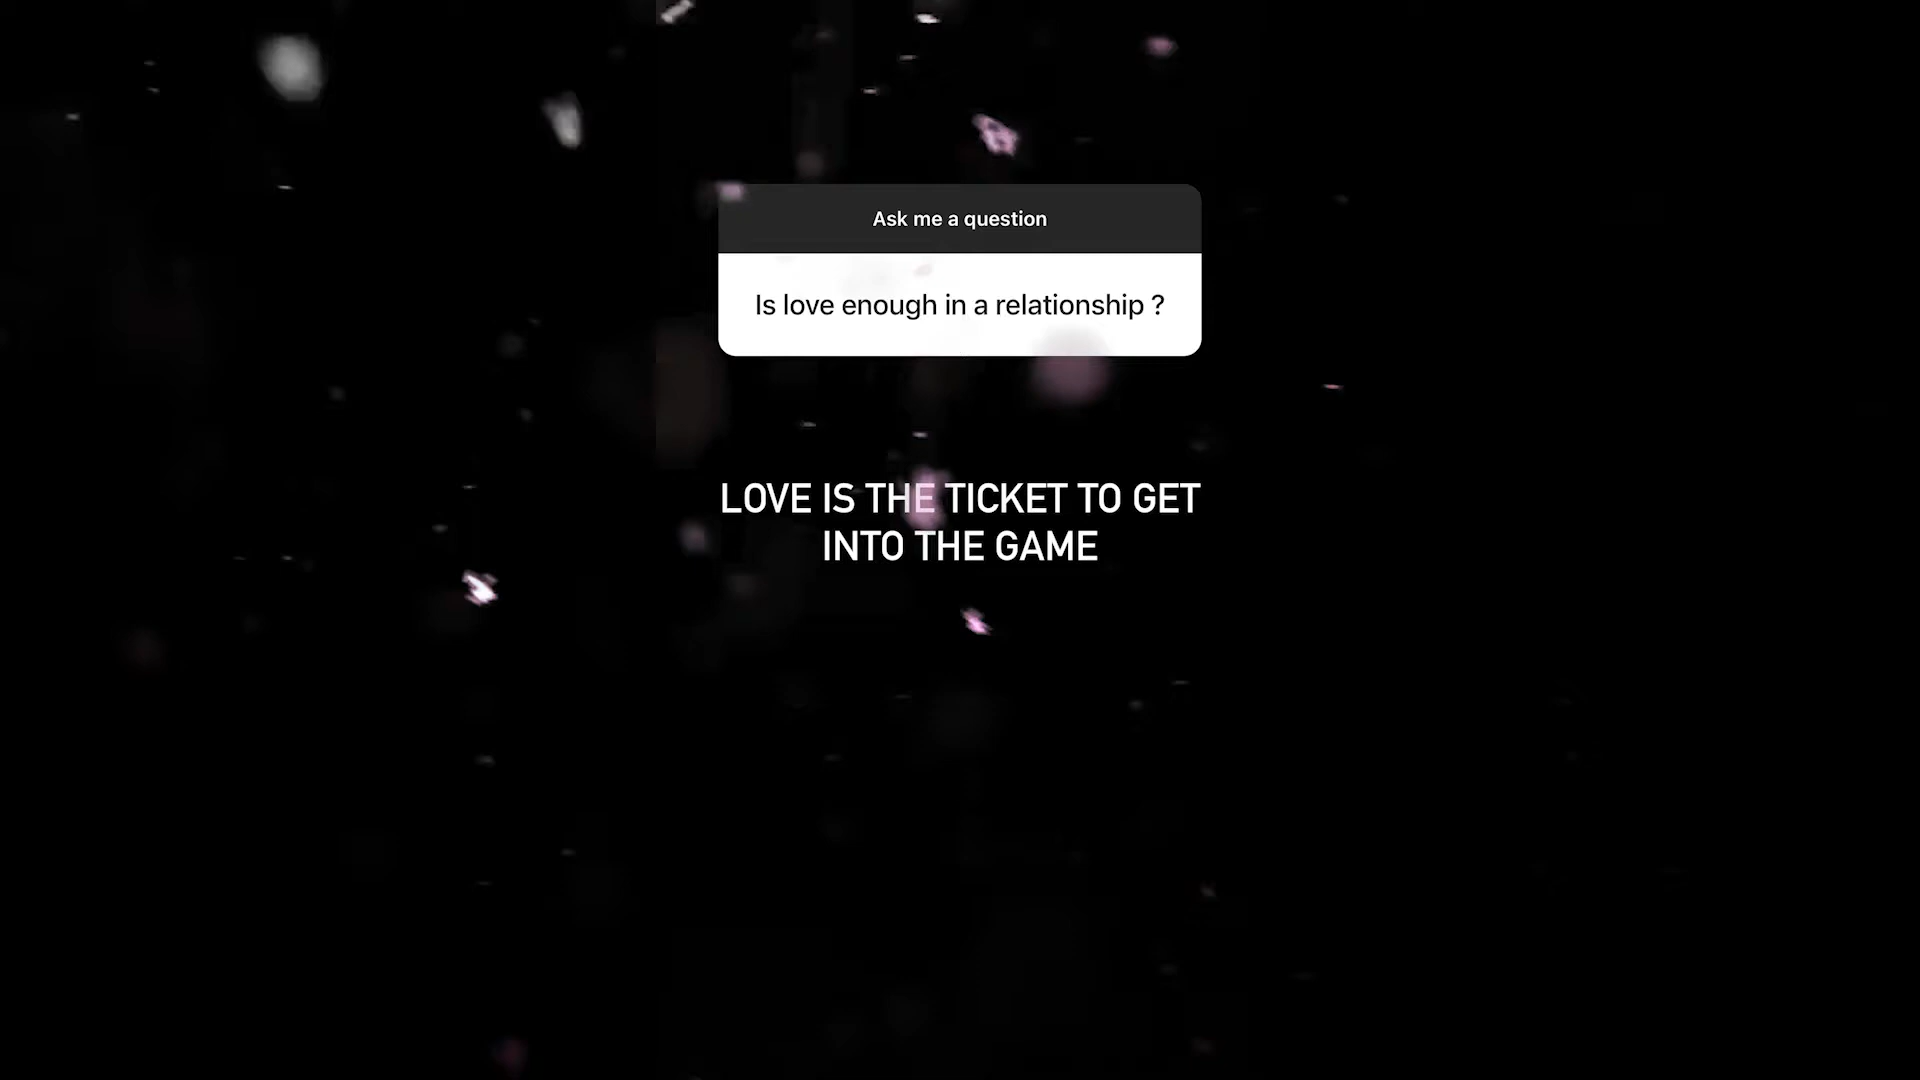 Ask me a question
Is love enough in a relationship ?
LOVE IS THE TICKET TO GET
INTO THE GAME